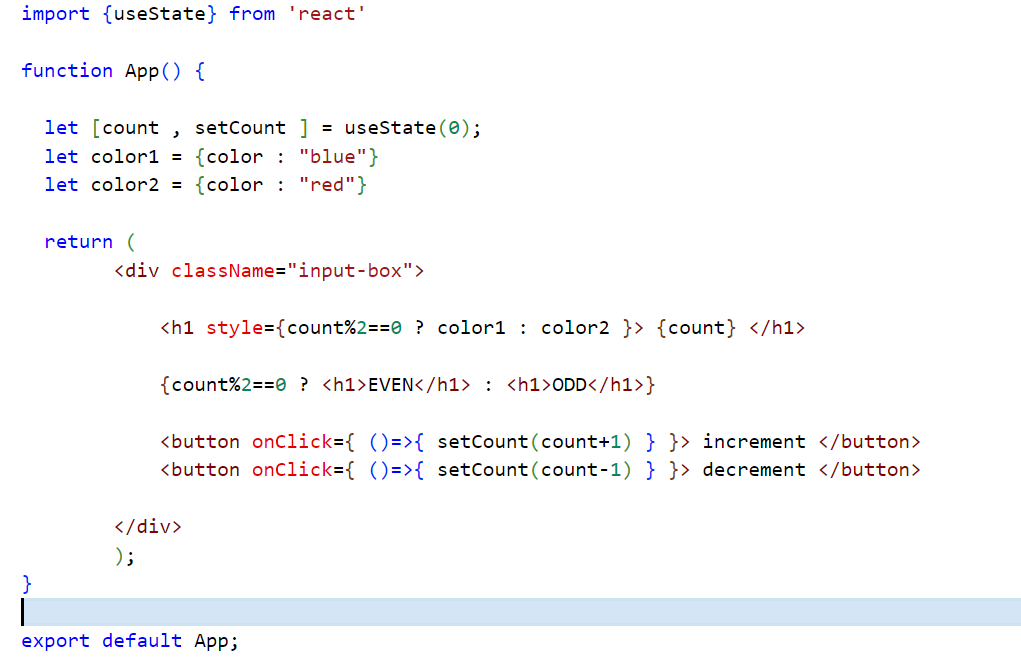 import {useState} from 'react'
function App() {
let [count , setCount ] = useState(0);
let color1 = {color : "blue"}
let color2 = {color : "red"}
return (
<div className="input-box">
<h1 style={count%2==0 ? color1 : color2 }> {count} </h1>
{count%2==0 ? <h1>EVEN</h1> : <h1>ODD</h1>}
<button onClick={ ()=>{ setCount(count+1) } }> increment </button>
<button onClick={ ()=>{ setCount(count-1) } }> decrement </button>
</div>
);
}
export default App;